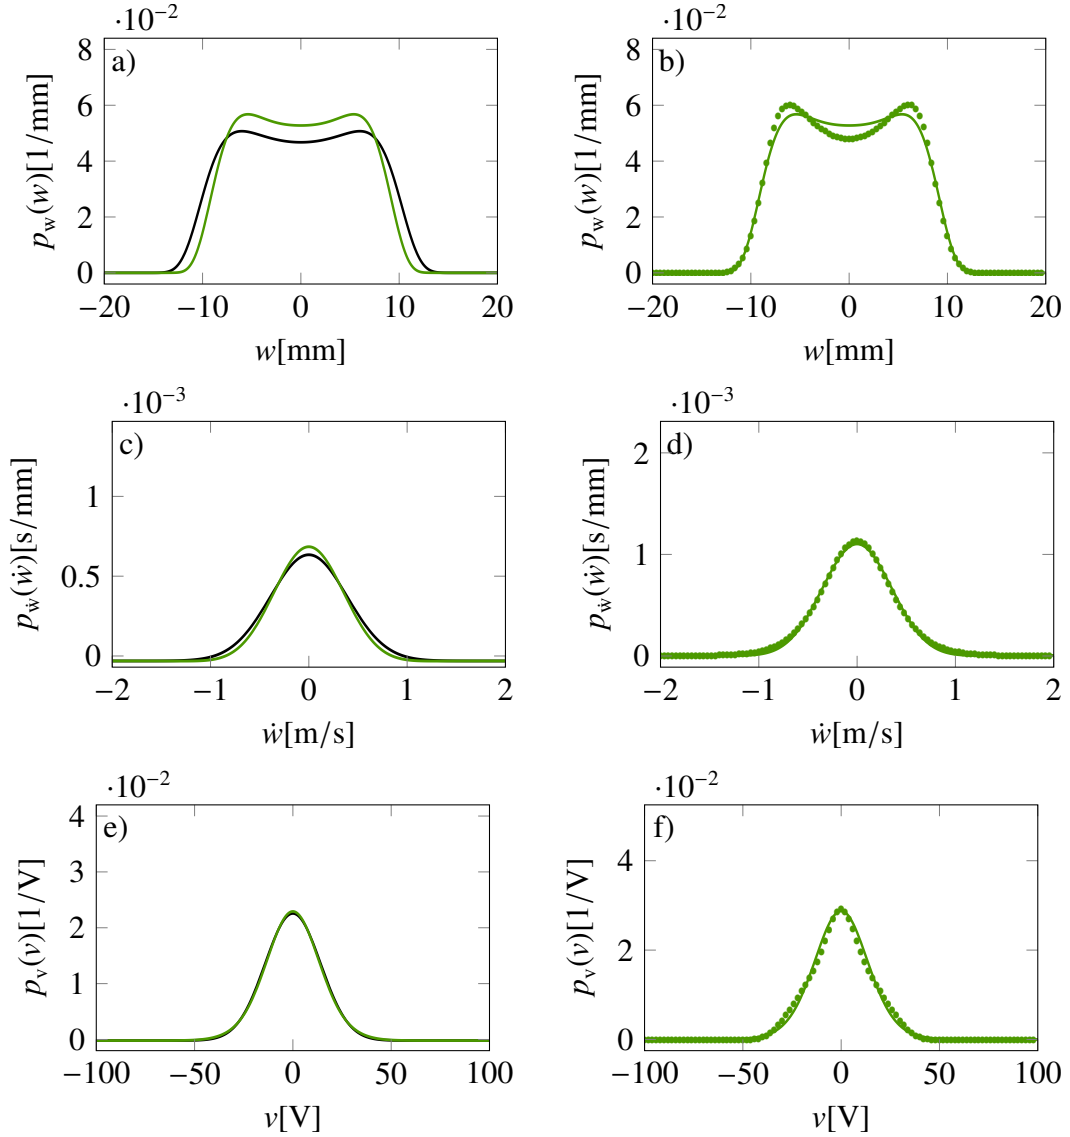 ·10⁻² ·10⁻²
8 a) 8 b)
6 6
4 4
2 2
0 0
p_w(w)[1/mm] p_w(w)[1/mm]
−20 −10 0 10 20 −20 −10 0 10 20
w[mm] w[mm]
·10⁻³ ·10⁻³
c) d)
2
1
0.5 1
0 0
p_ẇ(ẇ)[s/mm] p_ẇ(ẇ)[s/mm]
−2 −1 0 1 2 −2 −1 0 1 2
ẇ[m/s] ẇ[m/s]
·10⁻² ·10⁻²
4 e) f)
3 4
2 2
1
0 0
p_v(v)[1/V] p_v(v)[1/V]
−100 −50 0 50 100 −100 −50 0 50 100
v[V] v[V]